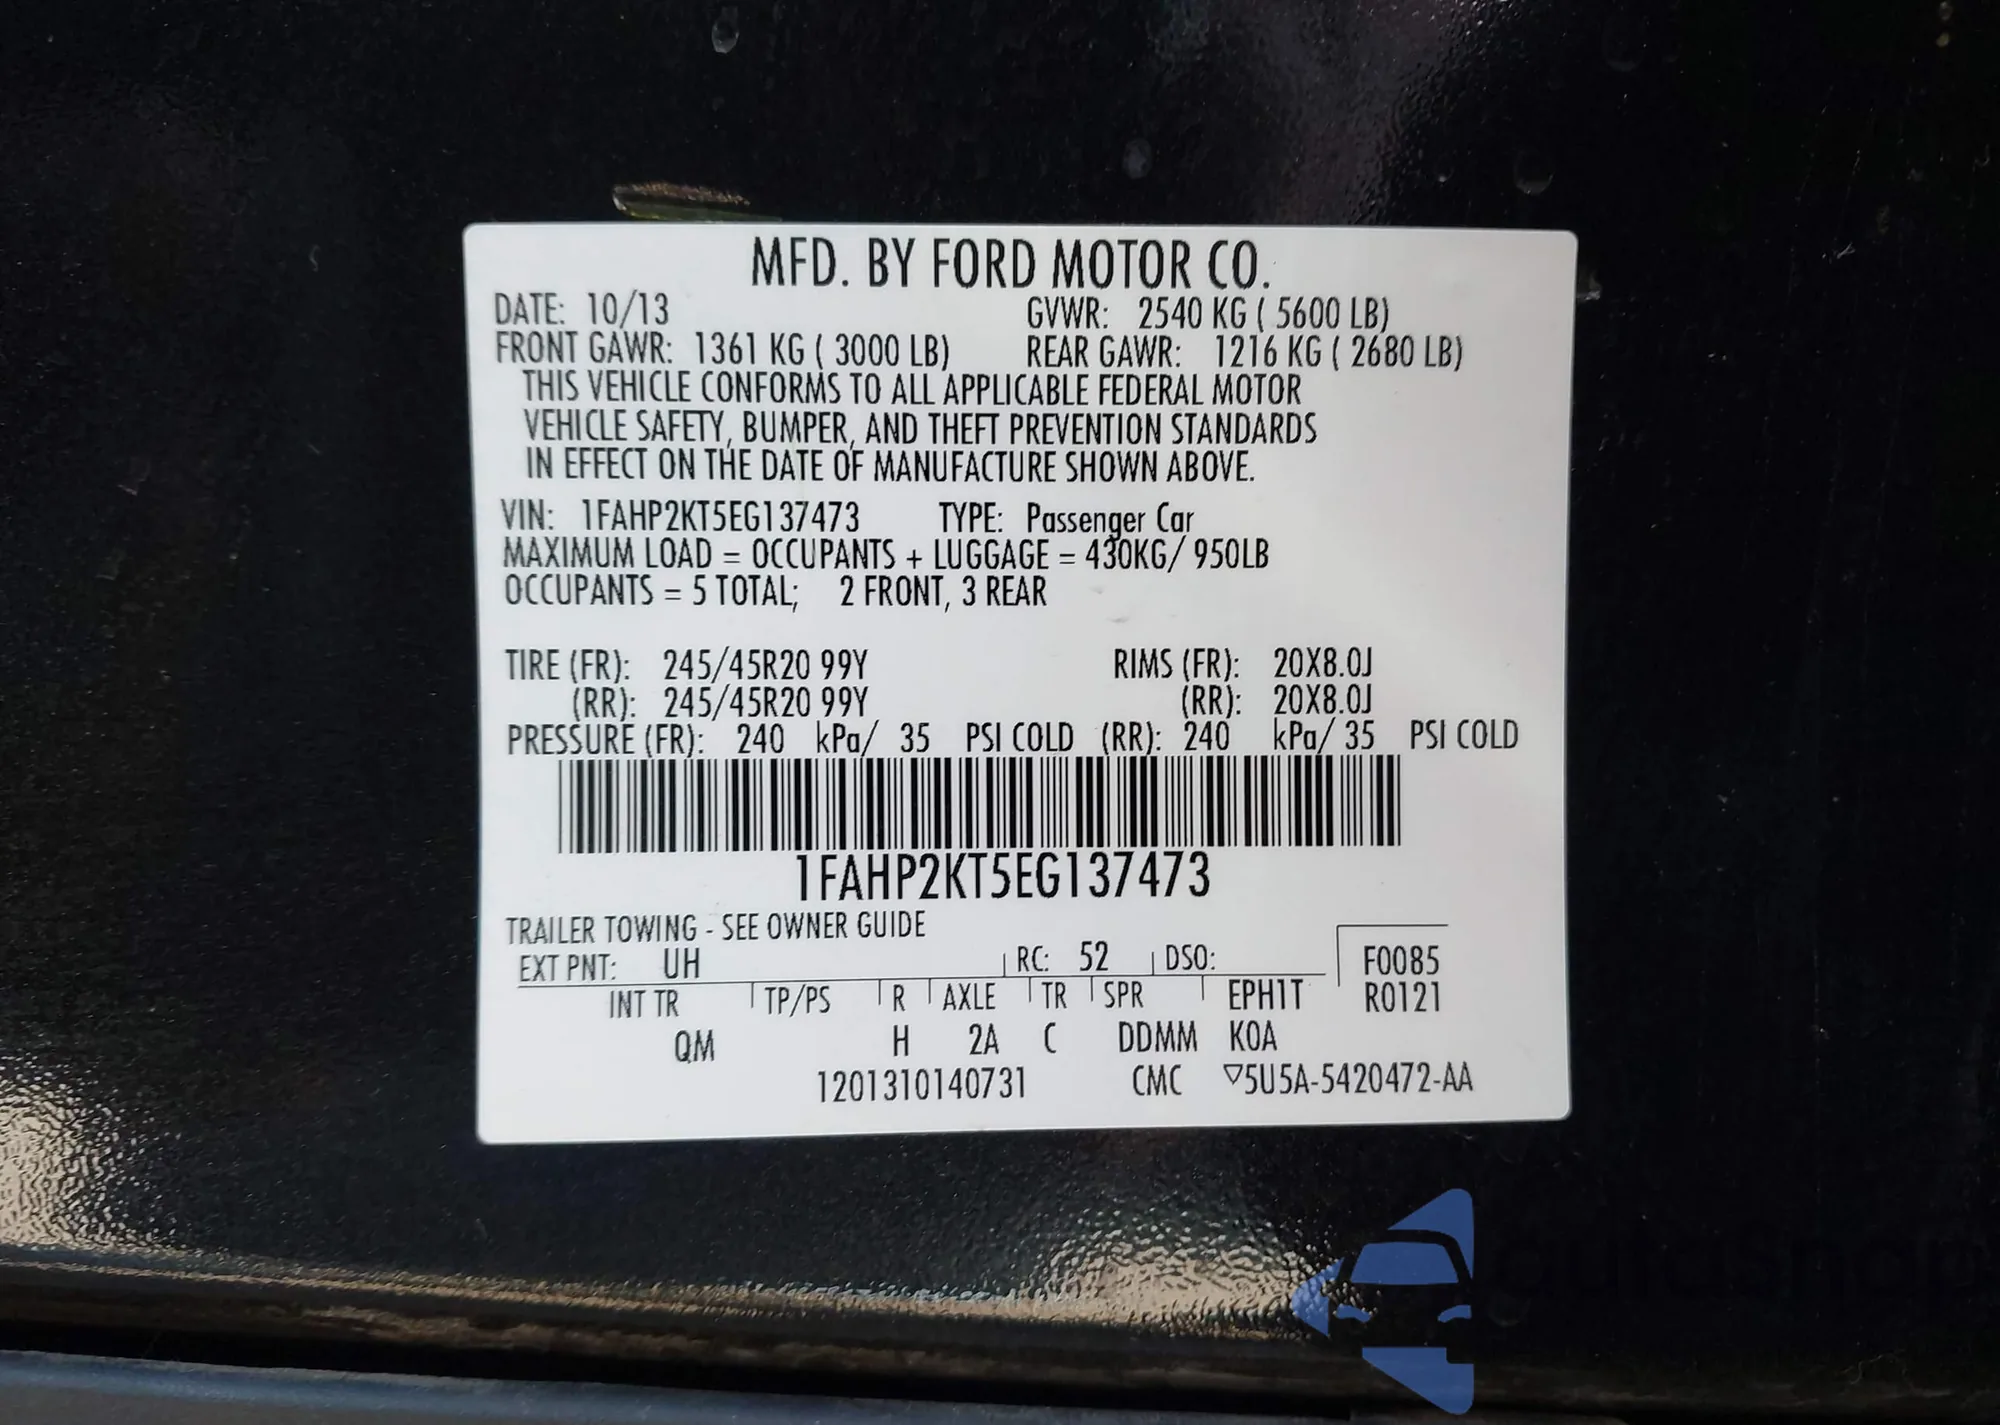 MFD. BY FORD MOTOR CO.
DATE: 10/13 GVWR: 2540 KG ( 5600 LB)
FRONT GAWR: 1361 KG ( 3000 LB) REAR GAWR: 1216 KG ( 2680 LB)
THIS VEHICLE CONFORMS TO ALL APPLICABLE FEDERAL MOTOR
VEHICLE SAFETY, BUMPER, AND THEFT PREVENTION STANDARDS
IN EFFECT ON THE DATE OF MANUFACTURE SHOWN ABOVE.
VIN: 1FAHP2KT5EG137473 TYPE: Passenger Car
MAXIMUM LOAD = OCCUPANTS + LUGGAGE = 430KG/ 950LB
OCCUPANTS = 5 TOTAL; 2 FRONT, 3 REAR
TIRE (FR): 245/45R20 99Y RIMS (FR): 20X8.0J
(RR): 245/45R20 99Y (RR): 20X8.0J
PRESSURE (FR): 240 kPa/ 35 PSI COLD (RR): 240 kPa/ 35 PSI COLD
1FAHP2KT5EG137473
TRAILER TOWING - SEE OWNER GUIDE
EXT PNT: UH RC: 52 DSO: F0085
INT TR TP/PS R AXLE TR SPR EPH1T R0121
QM H 2A C DDMM KOA
1201310140731 CMC ▽5U5A-5420472-AA